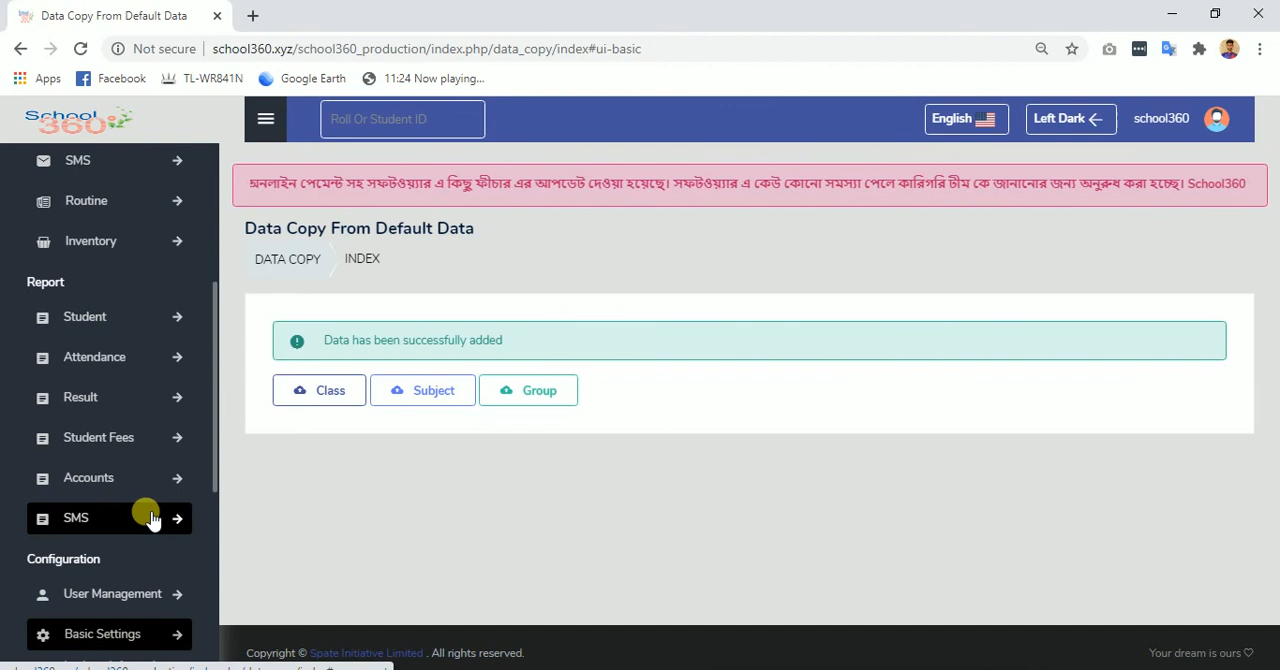 Data Copy From Default Data
Not secure school360.xyz/school360_production/index.php/data_copy/index#ui-basic
Apps Facebook TL-WR841N Google Earth 11:24 Now playing...
School 360
Roll Or Student ID
English Left Dark school360
SMS
Routine
Inventory
Report
Student
Attendance
Result
Student Fees
Accounts
SMS
Configuration
User Management
Basic Settings
অনলাইন পেমেন্ট সহ সফটওয়্যার এ কিছু ফীচার এর আপডেট দেওয়া হয়েছে। সফটওয়্যার এ কেউ কোনো সমস্যা পেলে কারিগরি টীম কে জানানোর জন্য অনুরুধ করা হচ্ছে। School360
Data Copy From Default Data
DATA COPY INDEX
Data has been successfully added
Class Subject Group
Copyright © Spate Initiative Limited . All rights reserved. Your dream is ours